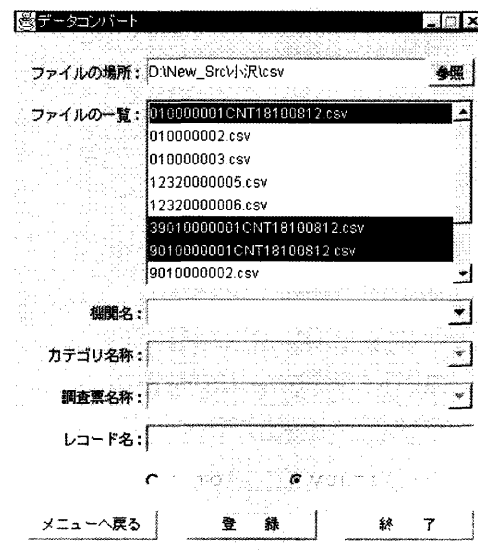 データコンバート
ファイルの場所: D:\New_Src\小沢\csv 参照
ファイルの一覧: 010000001CNT18100812.csv
010000002.csv
010000003.csv
12320000005.csv
12320000006.csv
39010000001CNT18100812.csv
9010000001CNT18100812.csv
9010000002.csv
機関名:
カテゴリ名称:
調査票名称:
レコード名:
メニューへ戻る 登 録 終 了